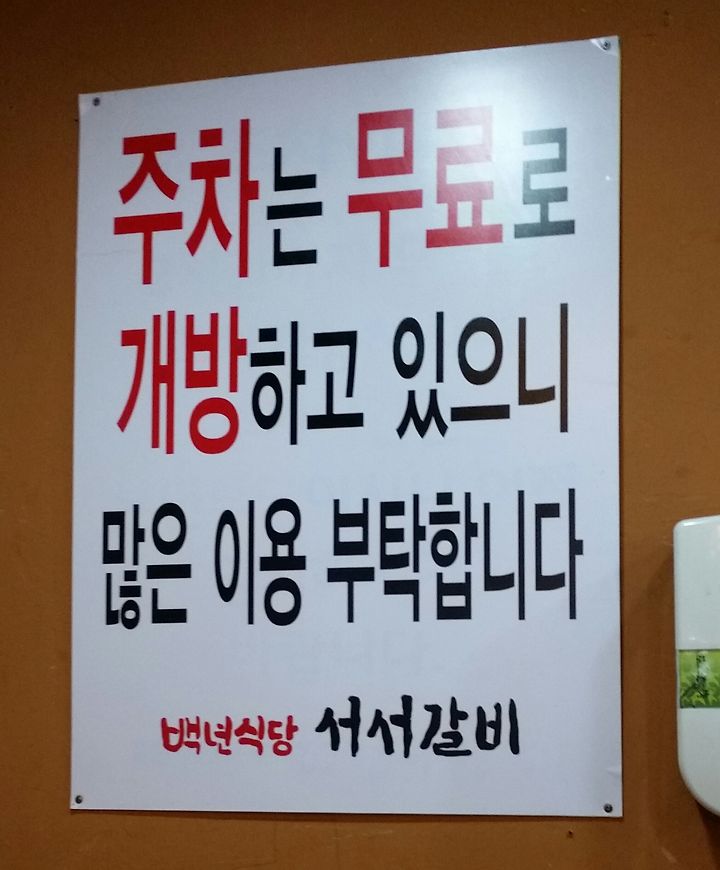 주차는 무료로
개방하고 있으니
많은 이용 부탁합니다
백년식당 서서갈비